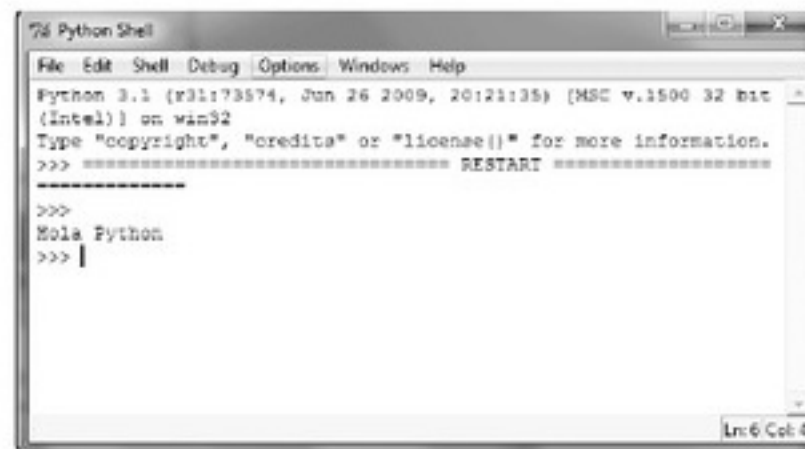 Python Shell
File Edit Shell Debug Options Windows Help
Python 3.1 (r31:73574, Jun 26 2009, 20:21:35) [MSC v.1500 32 bit
(Intel)] on win32
Type "copyright", "credits" or "license()" for more information.
>>> ================================ RESTART ===================
=============
>>>
Hola Python
>>>
Ln: 6 Col: 4